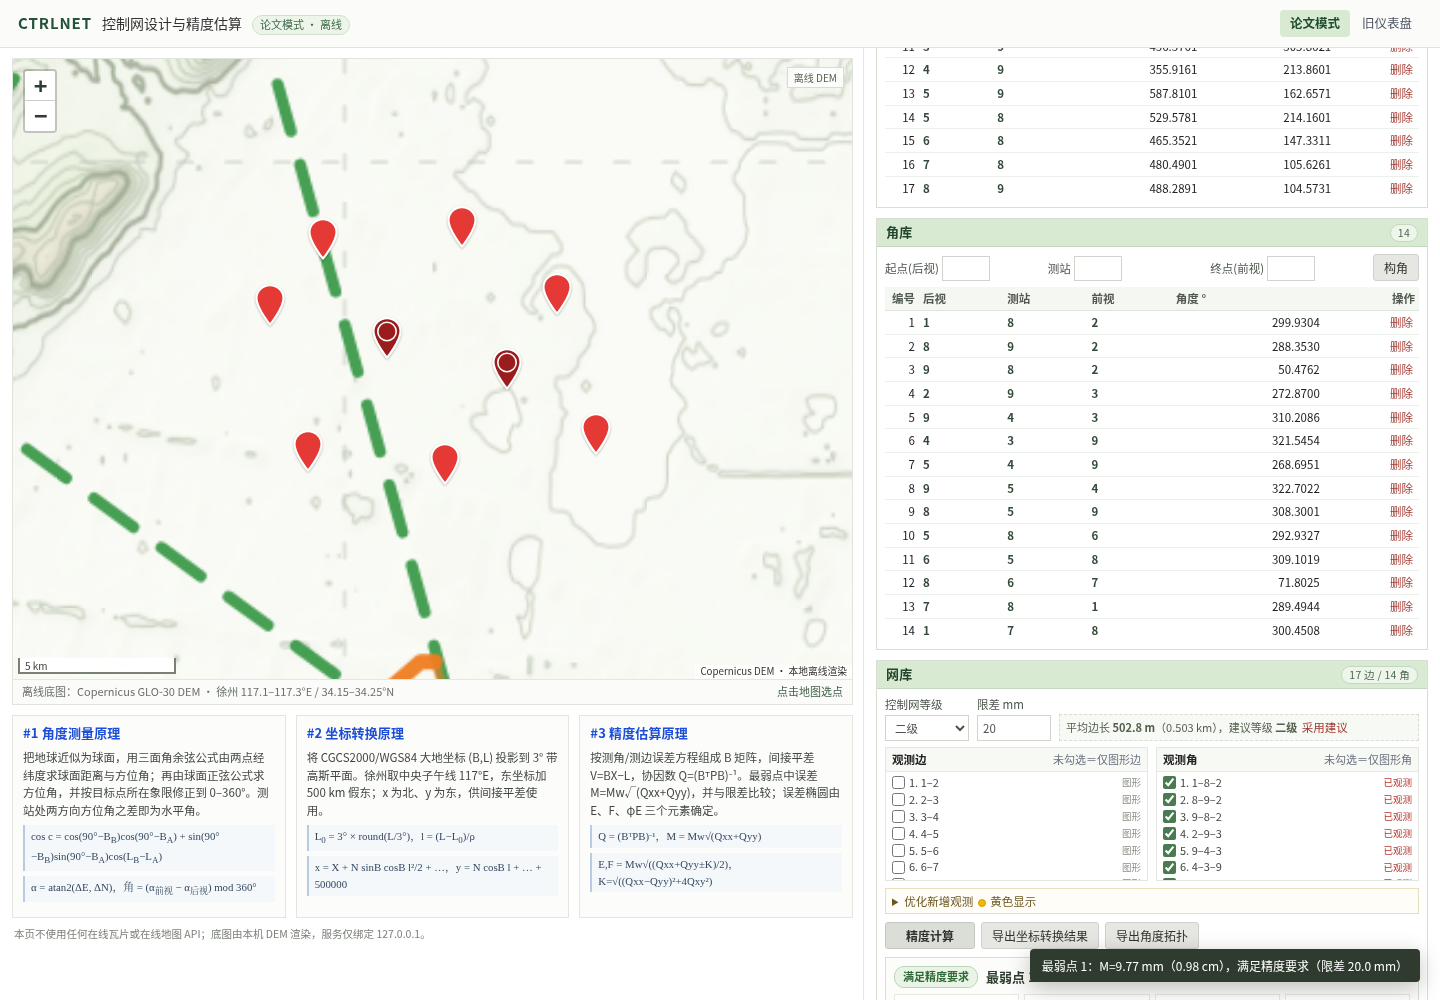 CTRLNET 控制网设计与精度估算 论文模式 · 离线
论文模式 旧仪表盘
+
−
离线 DEM
5 km
Copernicus DEM · 本地离线渲染
离线底图：Copernicus GLO-30 DEM · 徐州 117.1–117.3°E / 34.15–34.25°N
点击地图选点
#1 角度测量原理
把地球近似为球面，用三面角余弦公式由两点经
纬度求球面距离与方位角；再由球面正弦公式求
方位角，并按目标点所在象限修正到 0–360°。测
站处两方向方位角之差即为水平角。
cos c = cos(90°−B_B)cos(90°−B_A) + sin(90°
−B_B)sin(90°−B_A)cos(L_B−L_A)
α = atan2(ΔE, ΔN)， 角 = (α前视 − α后视) mod 360°
#2 坐标转换原理
将 CGCS2000/WGS84 大地坐标 (B,L) 投影到 3° 带
高斯平面。徐州取中央子午线 117°E，东坐标加
500 km 假东；x 为北、y 为东，供间接平差使
用。
L₀ = 3° × round(L/3°)， l = (L−L₀)/ρ
x = X + N sinB cosB l²/2 + …， y = N cosB l + … +
500000
#3 精度估算原理
按测角/测边误差方程组成 B 矩阵，间接平差
V=BX−L，协因数 Q=(BᵀPB)⁻¹。最弱点中误差
M=Mw√(Qxx+Qyy)，并与限差比较；误差椭圆由
E、F、φE 三个元素确定。
Q = (BᵀPB)⁻¹， M = Mw√(Qxx+Qyy)
E,F = Mw√((Qxx+Qyy±K)/2)，
K=√((Qxx−Qyy)²+4Qxy²)
本页不使用任何在线瓦片或在线地图 API；底图由本机 DEM 渲染，服务仅绑定 127.0.0.1。
12 4 9 355.9161 213.8601 删除
13 5 9 587.8101 162.6571 删除
14 5 8 529.5781 214.1601 删除
15 6 8 465.3521 147.3311 删除
16 7 8 480.4901 105.6261 删除
17 8 9 488.2891 104.5731 删除
角库 14
起点(后视) 测站 终点(前视) 构角
编号 后视 测站 前视 角度 ° 操作
1 1 8 2 299.9304 删除
2 8 9 2 288.3530 删除
3 9 8 2 50.4762 删除
4 2 9 3 272.8700 删除
5 9 4 3 310.2086 删除
6 4 3 9 321.5454 删除
7 5 4 9 268.6951 删除
8 9 5 4 322.7022 删除
9 8 5 9 308.3001 删除
10 5 8 6 292.9327 删除
11 6 5 8 309.1019 删除
12 8 6 7 71.8025 删除
13 7 8 1 289.4944 删除
14 1 7 8 300.4508 删除
网库 17 边 / 14 角
控制网等级 限差 mm
二级 20 平均边长 502.8 m（0.503 km），建议等级 二级 采用建议
观测边 未勾选＝仅图形边
1. 1–2 图形
2. 2–3 图形
3. 3–4 图形
4. 4–5 图形
5. 5–6 图形
6. 6–7 图形
观测角 未勾选＝仅图形角
1. 1–8–2 已观测
2. 8–9–2 已观测
3. 9–8–2 已观测
4. 2–9–3 已观测
5. 9–4–3 已观测
6. 4–3–9 已观测
▶ 优化新增观测 黄色显示
精度计算 导出坐标转换结果 导出角度拓扑
满足精度要求 最弱点
最弱点 1：M=9.77 mm（0.98 cm），满足精度要求（限差 20.0 mm）